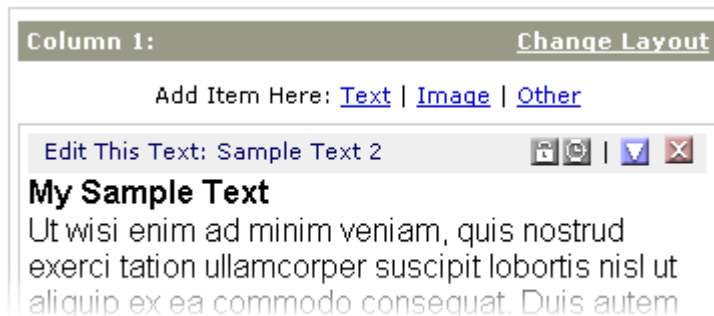 Column 1: Change Layout
Add Item Here: Text | Image | Other
Edit This Text: Sample Text 2 |
My Sample Text
Ut wisi enim ad minim veniam, quis nostrud
exerci tation ullamcorper suscipit lobortis nisl ut
aliquip ex ea commodo consequat. Duis autem